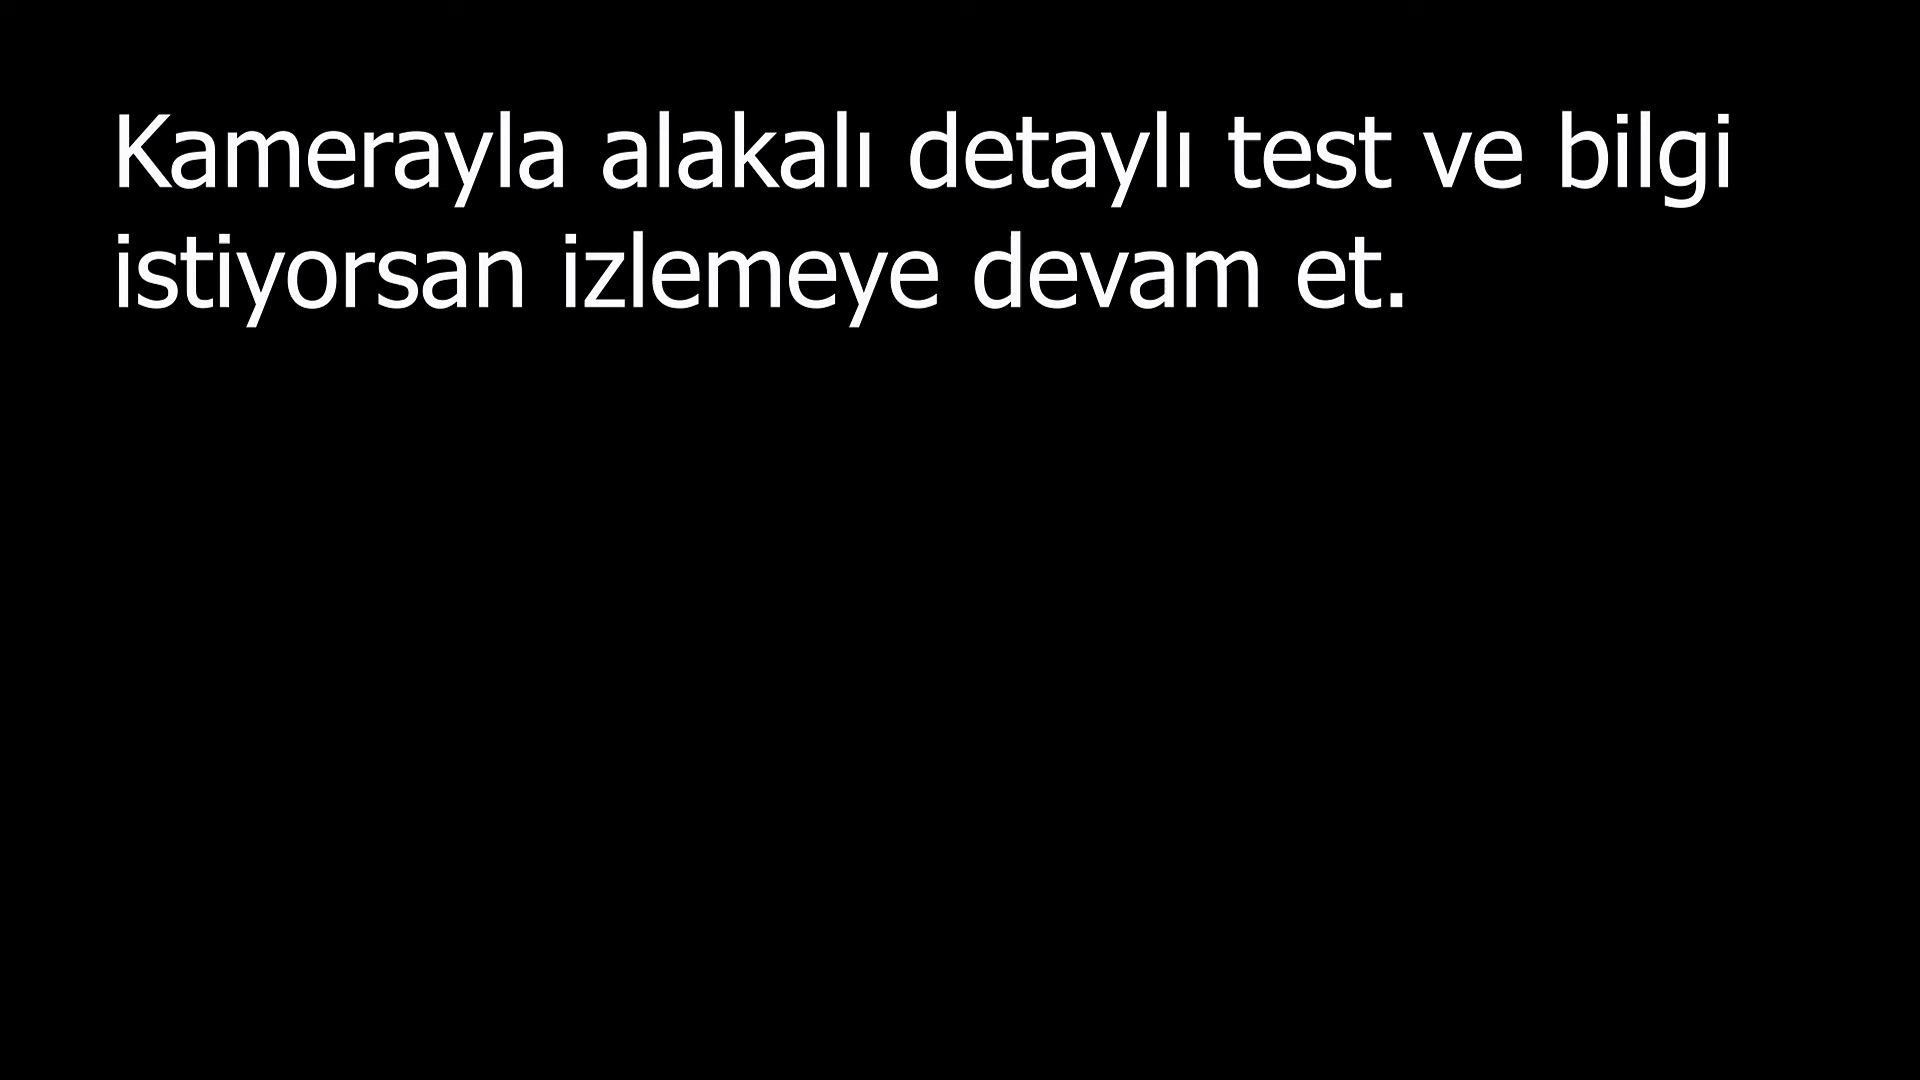 Kamerayla alakalı detaylı test ve bilgi
istiyorsan izlemeye devam et.